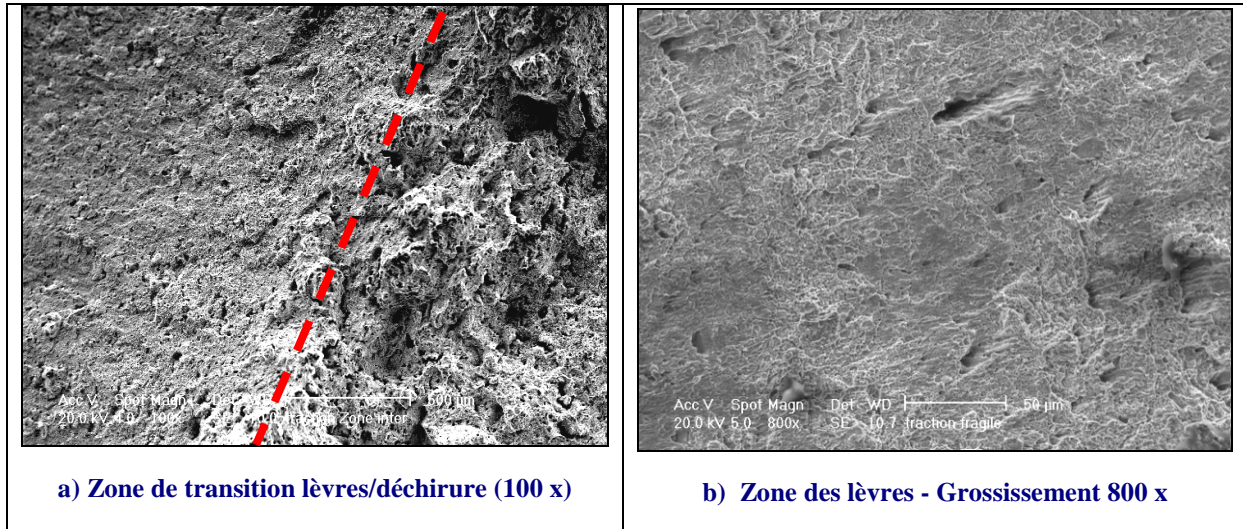 Acc.V Spot Magn Det WD 500 µm
20.0 kV 4.0 100x SE Zone inter
a) Zone de transition lèvres/déchirure (100 x)
Acc.V Spot Magn Det WD 50 µm
20.0 kV 5.0 800x SE 10.7 traction fragile
b) Zone des lèvres - Grossissement 800 x